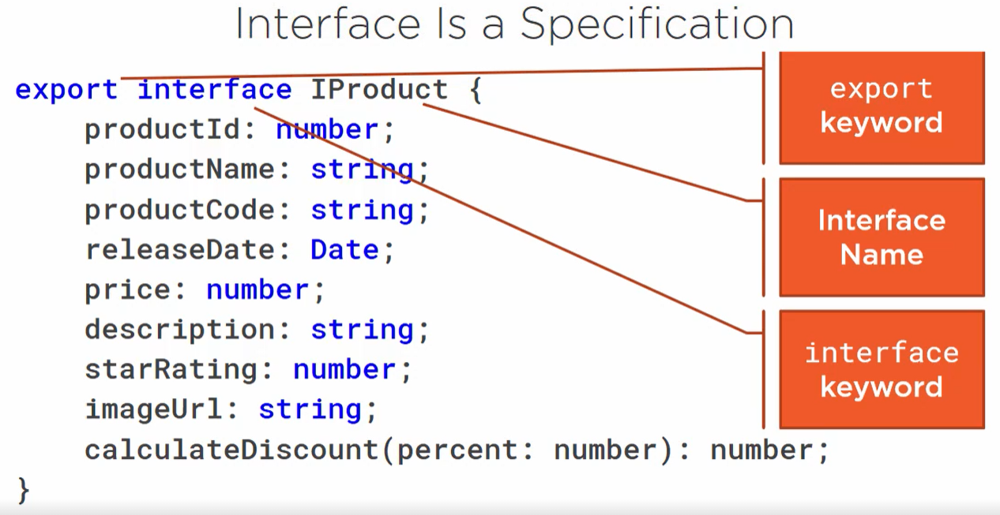 Interface Is a Specification
export interface IProduct {
productId: number;
productName: string;
productCode: string;
releaseDate: Date;
price: number;
description: string;
starRating: number;
imageUrl: string;
calculateDiscount(percent: number): number;
}
export
keyword
Interface
Name
interface
keyword